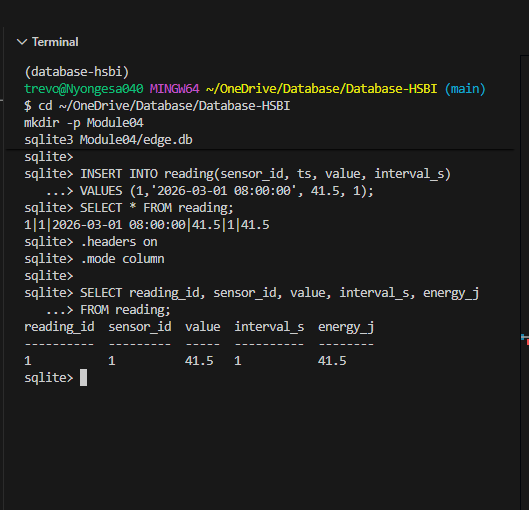 Terminal
(database-hsbi)
trevo@Nyongesa040 MINGW64 ~/OneDrive/Database/Database-HSBI (main)
$ cd ~/OneDrive/Database/Database-HSBI
mkdir -p Module04
sqlite3 Module04/edge.db
sqlite>
sqlite> INSERT INTO reading(sensor_id, ts, value, interval_s)
   ...> VALUES (1,'2026-03-01 08:00:00', 41.5, 1);
sqlite> SELECT * FROM reading;
1|1|2026-03-01 08:00:00|41.5|1|41.5
sqlite> .headers on
sqlite> .mode column
sqlite>
sqlite> SELECT reading_id, sensor_id, value, interval_s, energy_j
   ...> FROM reading;
reading_id  sensor_id  value  interval_s  energy_j
----------  ---------  -----  ----------  --------
1           1          41.5   1           41.5
sqlite>